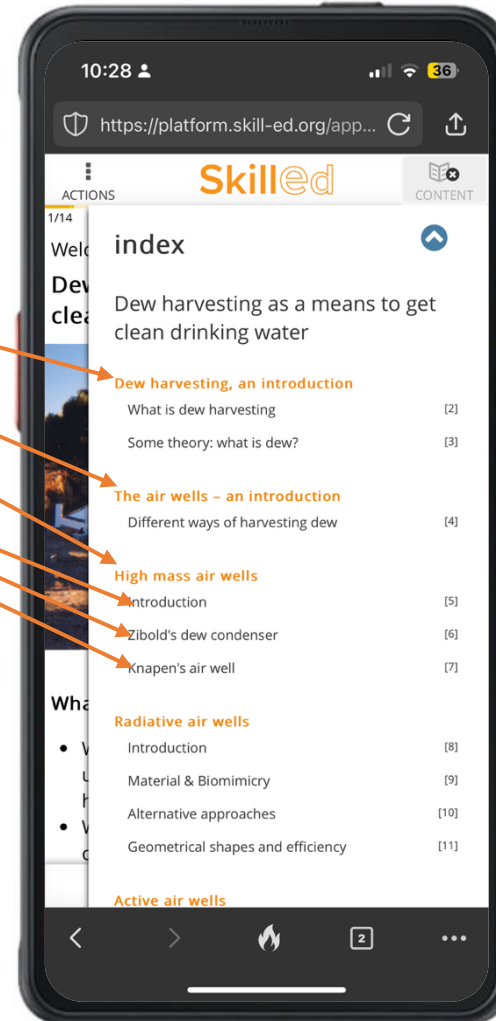 10:28
36
https://platform.skill-ed.org/app...
ACTIONS
SkillEd
CONTENT
1/14
index
Dew harvesting as a means to get
clean drinking water
Dew harvesting, an introduction
What is dew harvesting [2]
Some theory: what is dew? [3]
The air wells – an introduction
Different ways of harvesting dew [4]
High mass air wells
Introduction [5]
Zibold's dew condenser [6]
Knapen's air well [7]
Radiative air wells
Introduction [8]
Material & Biomimicry [9]
Alternative approaches [10]
Geometrical shapes and efficiency [11]
Active air wells
2